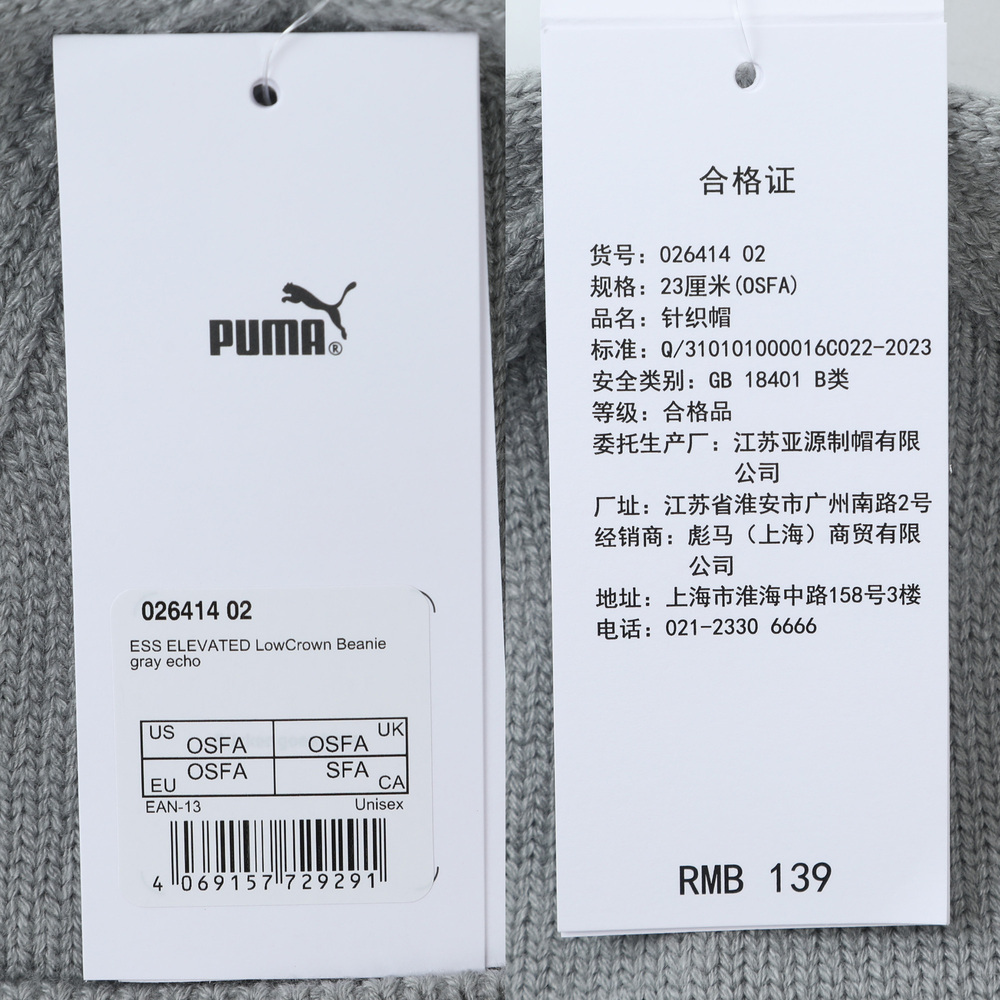 PUMA®
026414 02
ESS ELEVATED LowCrown Beanie
gray echo
US OSFA OSFA UK
EU OSFA SFA CA
EAN-13 Unisex
4 069157 729291
合格证
货号：026414 02
规格：23厘米(OSFA)
品名：针织帽
标准：Q/310101000016C022-2023
安全类别：GB 18401 B类
等级：合格品
委托生产厂：江苏亚源制帽有限
公司
厂址：江苏省淮安市广州南路2号
经销商：彪马（上海）商贸有限
公司
地址：上海市淮海中路158号3楼
电话：021-2330 6666
RMB 139